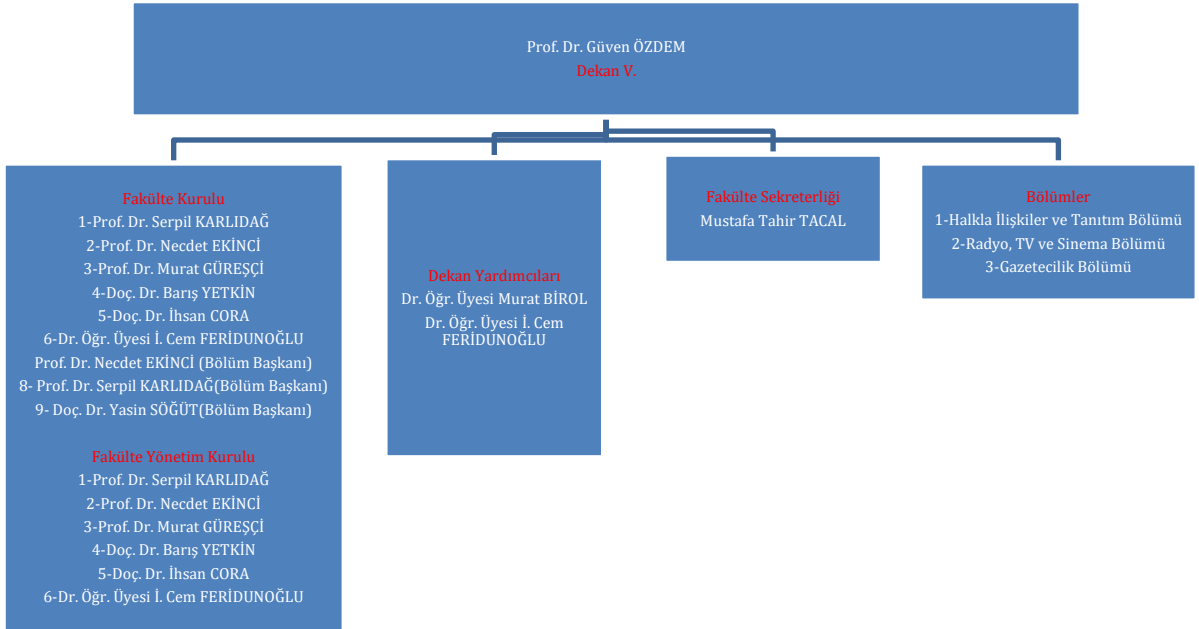 Prof. Dr. Güven ÖZDEM
Dekan V.
Fakülte Kurulu
1-Prof. Dr. Serpil KARLIDAĞ
2-Prof. Dr. Necdet EKİNCİ
3-Prof. Dr. Murat GÜREŞÇİ
4-Doç. Dr. Barış YETKİN
5-Doç. Dr. İhsan CORA
6-Dr. Öğr. Üyesi İ. Cem FERİDUNOĞLU
Prof. Dr. Necdet EKİNCİ (Bölüm Başkanı)
8- Prof. Dr. Serpil KARLIDAĞ(Bölüm Başkanı)
9- Doç. Dr. Yasin SÖĞÜT(Bölüm Başkanı)
Fakülte Yönetim Kurulu
1-Prof. Dr. Serpil KARLIDAĞ
2-Prof. Dr. Necdet EKİNCİ
3-Prof. Dr. Murat GÜREŞÇİ
4-Doç. Dr. Barış YETKİN
5-Doç. Dr. İhsan CORA
6-Dr. Öğr. Üyesi İ. Cem FERİDUNOĞLU
Dekan Yardımcıları
Dr. Öğr. Üyesi Murat BİROL
Dr. Öğr. Üyesi İ. Cem
FERİDUNOĞLU
Fakülte Sekreterliği
Mustafa Tahir TACAL
Bölümler
1-Halkla İlişkiler ve Tanıtım Bölümü
2-Radyo, TV ve Sinema Bölümü
3-Gazetecilik Bölümü